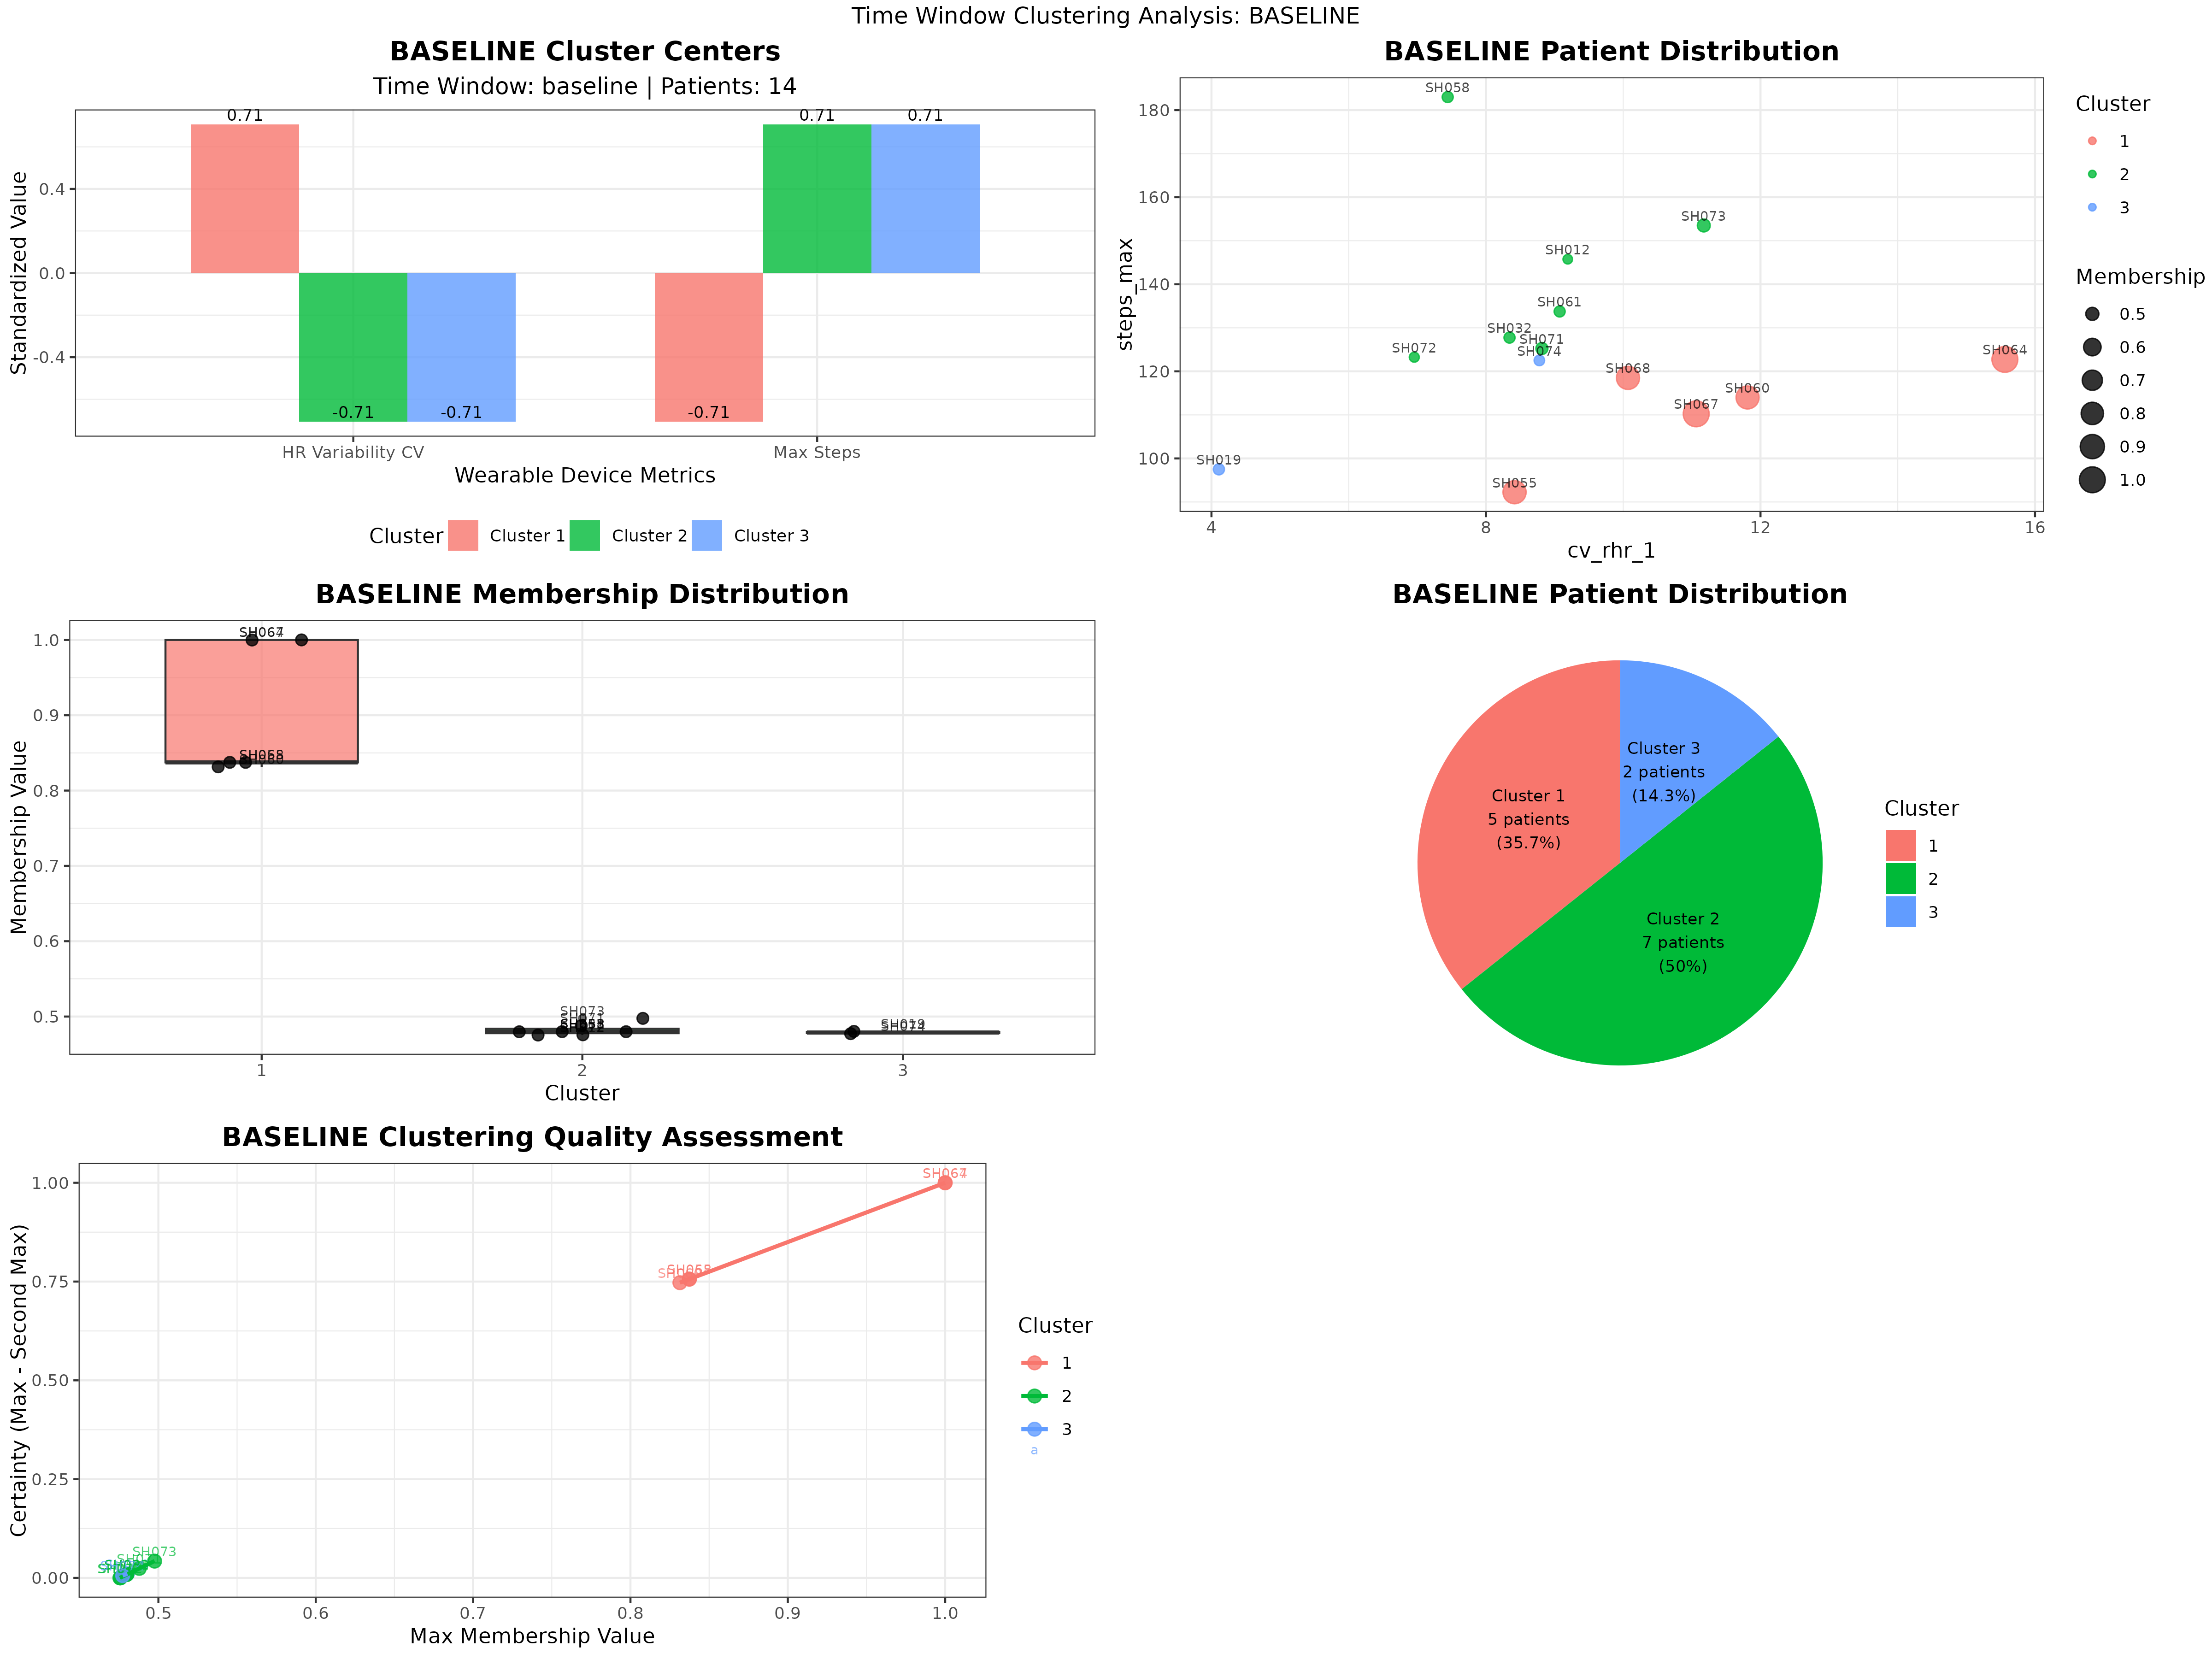 Time Window Clustering Analysis: BASELINE
BASELINE Cluster Centers
Time Window: baseline | Patients: 14
Standardized Value
0.4
0.0
-0.4
0.71
-0.71
-0.71
-0.71
0.71
0.71
HR Variability CV
Max Steps
Wearable Device Metrics
Cluster
Cluster 1
Cluster 2
Cluster 3
BASELINE Patient Distribution
steps_max
180
160
140
120
100
SH058
SH073
SH012
SH061
SH032
SH071
SH074
SH072
SH068
SH064
SH060
SH067
SH019
SH055
4
8
12
16
cv_rhr_1
Cluster
1
2
3
Membership
0.5
0.6
0.7
0.8
0.9
1.0
BASELINE Membership Distribution
Membership Value
1.0
0.9
0.8
0.7
0.6
0.5
SH073
SH071
1
2
3
Cluster
BASELINE Patient Distribution
Cluster 3
2 patients
(14.3%)
Cluster 1
5 patients
(35.7%)
Cluster 2
7 patients
(50%)
Cluster
1
2
3
BASELINE Clustering Quality Assessment
Certainty (Max - Second Max)
1.00
0.75
0.50
0.25
0.00
SH073
0.5
0.6
0.7
0.8
0.9
1.0
Max Membership Value
Cluster
1
2
3
a